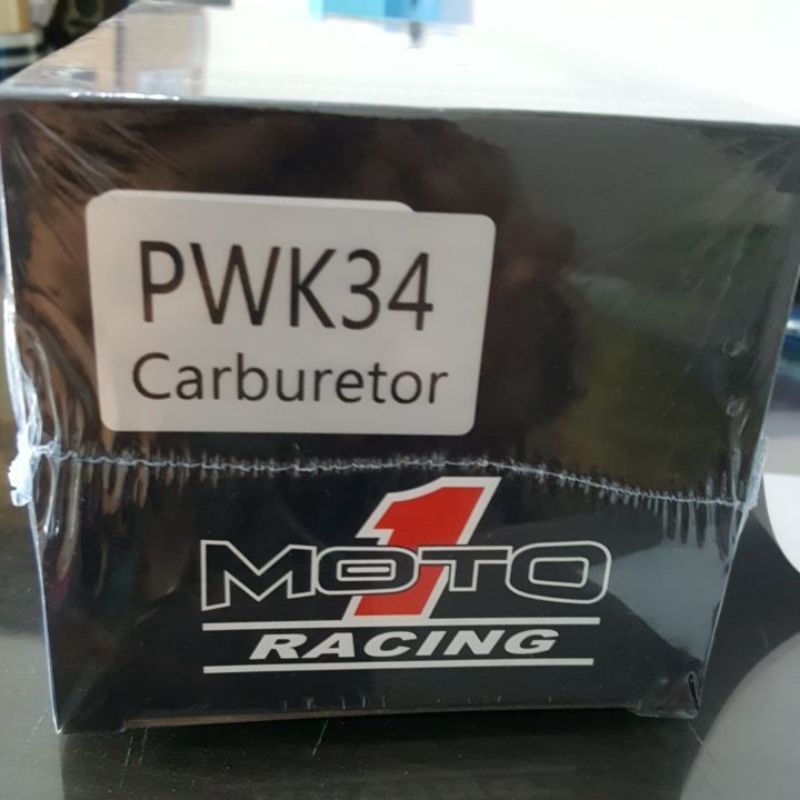 PWK34
Carburetor
1
MOTO
RACING